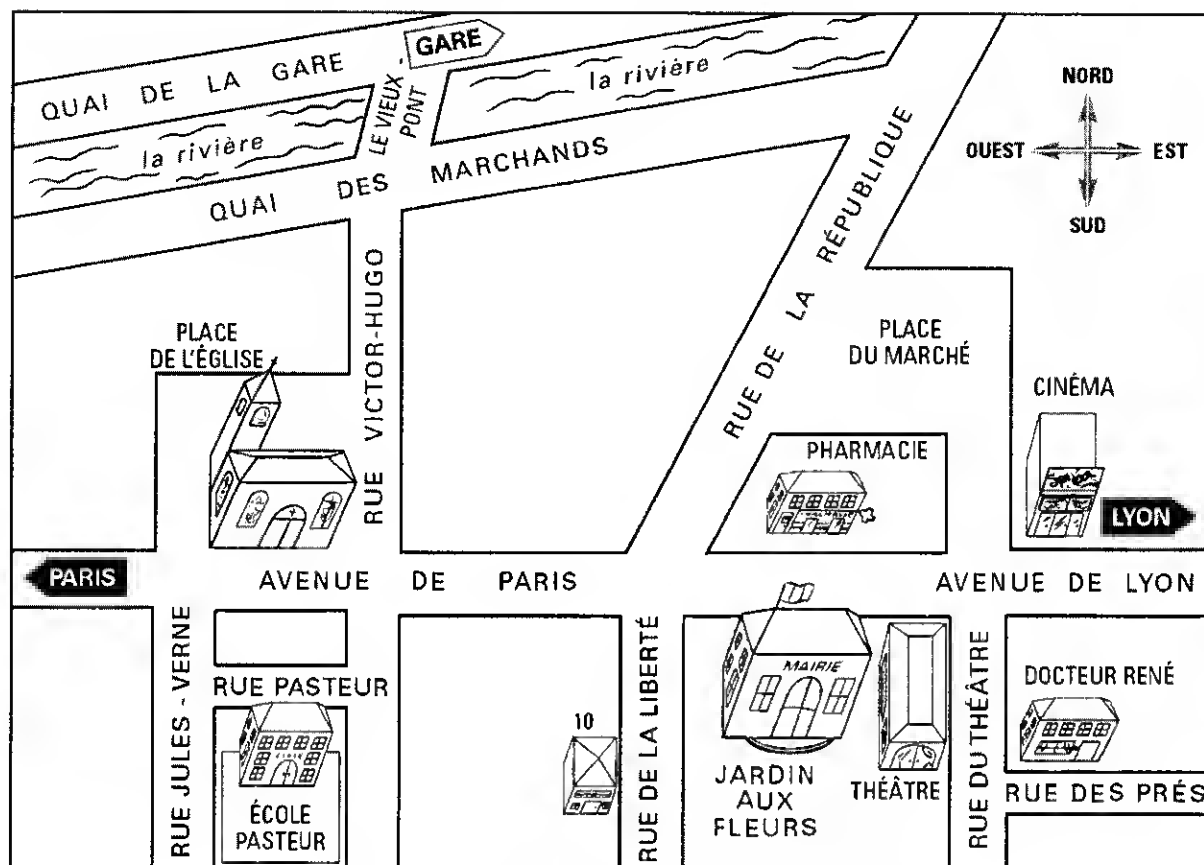 QUAI DE LA GARE
GARE
la rivière
LE VIEUX-
PONT
la rivière
QUAI DES MARCHANDS
NORD
OUEST
EST
SUD
RUE VICTOR-HUGO
RUE DE LA RÉPUBLIQUE
PLACE
DE L'ÉGLISE
PLACE
DU MARCHÉ
CINÉMA
PHARMACIE
LYON
PARIS
AVENUE DE PARIS
AVENUE DE LYON
RUE JULES-VERNE
RUE PASTEUR
ÉCOLE
PASTEUR
10
RUE DE LA LIBERTÉ
MAIRIE
JARDIN
AUX
FLEURS
THÉÂTRE
RUE DU THÉÂTRE
DOCTEUR RENÉ
RUE DES PRÉS